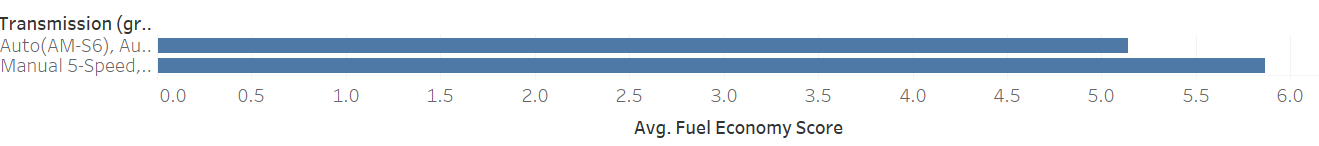 Transmission (gr..
Auto(AM-S6), Au..
Manual 5-Speed,..
0.0 0.5 1.0 1.5 2.0 2.5 3.0 3.5 4.0 4.5 5.0 5.5 6.0
Avg. Fuel Economy Score